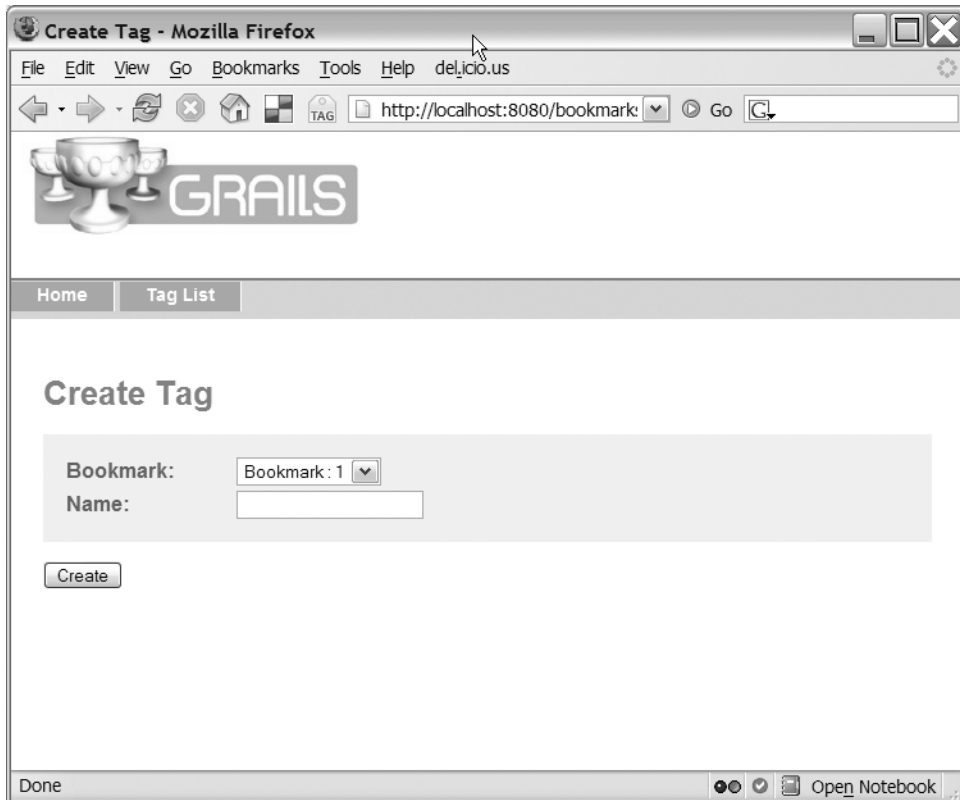 Create Tag - Mozilla Firefox
File Edit View Go Bookmarks Tools Help del.icio.us
TAG http://localhost:8080/bookmark: Go G
GRAILS
Home Tag List
Create Tag
Bookmark: Bookmark : 1
Name:
Create
Done Open Notebook